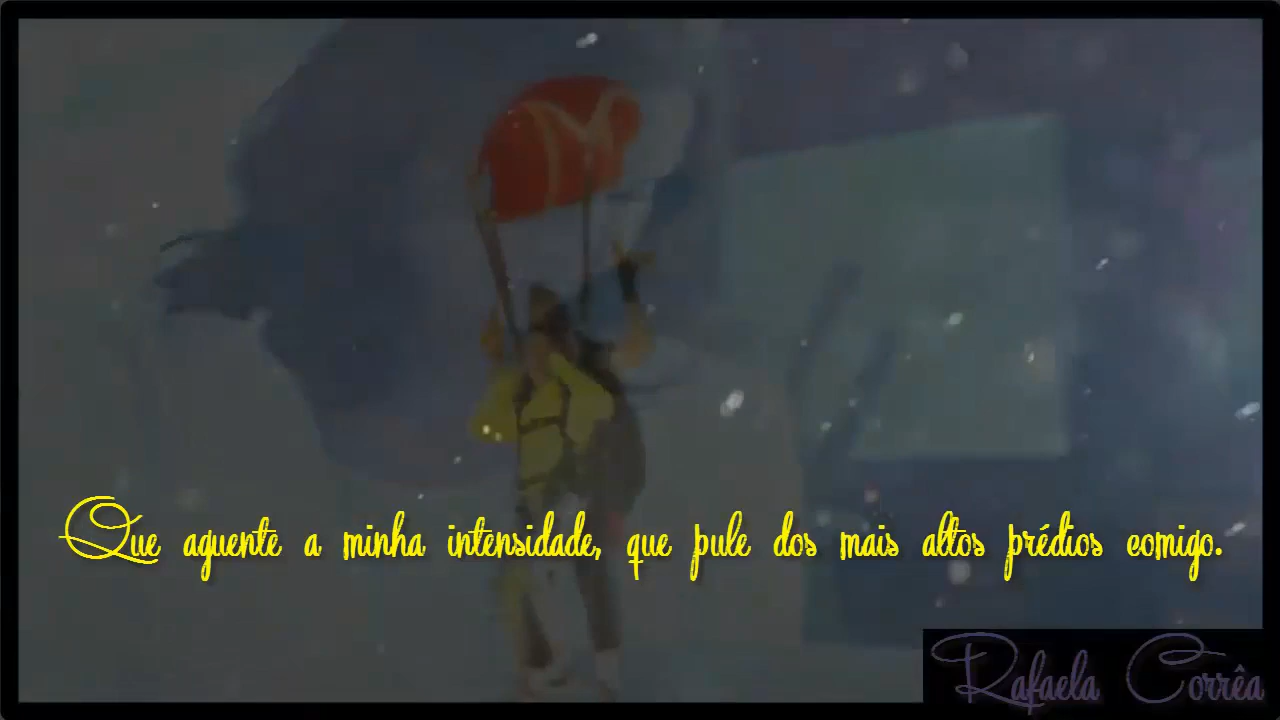 Que aguente a minha intensidade, que pule dos mais altos prédios comigo.
Rafaela Corrêa